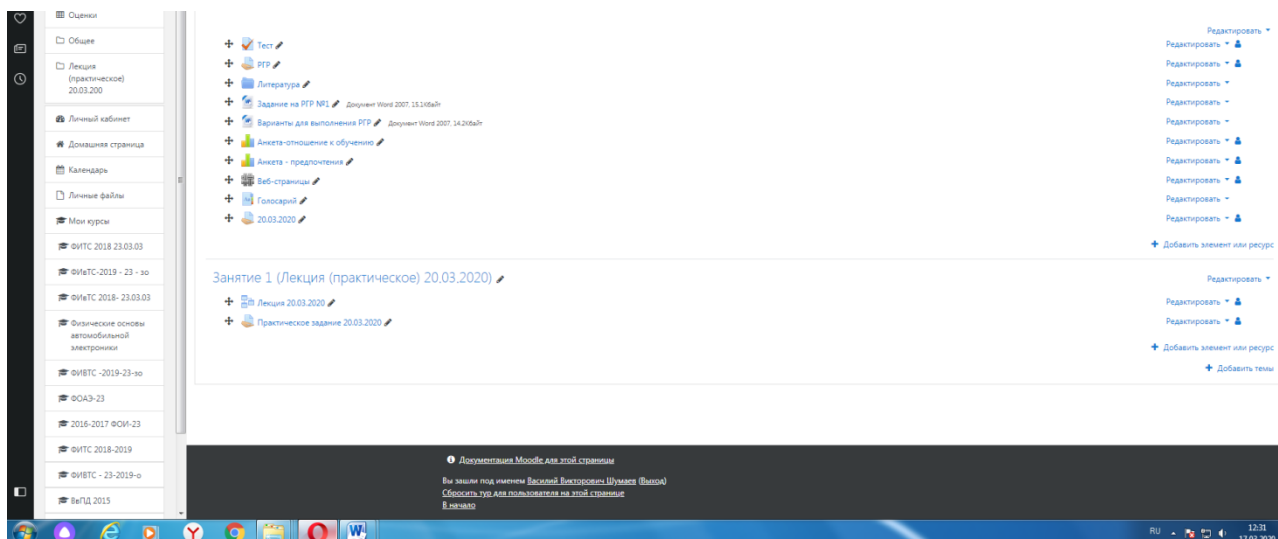 Оценки
Общее
Лекция
(практическое)
20.03.200
Личный кабинет
Домашняя страница
Календарь
Личные файлы
Мои курсы
ФИТС 2018 23.03.03
ФИвТС-2019 - 23 - зо
ФИвТС 2018- 23.03.03
Физические основы
автомобильной
электроники
ФИВТС -2019-23-зо
ФОАЭ-23
2016-2017 ФОИ-23
ФИТС 2018-2019
ФИВТС - 23-2019-о
ВвПД 2015
Редактировать
Тест Редактировать
РГР Редактировать
Литература Редактировать
Задание на РГР №1 Документ Word 2007, 15.1Кбайт Редактировать
Варианты для выполнения РГР Документ Word 2007, 14.2Кбайт Редактировать
Анкета-отношение к обучению Редактировать
Анкета - предпочтения Редактировать
Веб-страницы Редактировать
Голосарий Редактировать
20.03.2020 Редактировать
Добавить элемент или ресурс
Занятие 1 (Лекция (практическое) 20.03.2020) Редактировать
Лекция 20.03.2020 Редактировать
Практическое задание 20.03.2020 Редактировать
Добавить элемент или ресурс
Добавить темы
Документация Moodle для этой страницы
Вы зашли под именем Василий Викторович Шумаев (Выход)
Сбросить тур для пользователя на этой странице
В начало
RU 12:31
17.03.2020